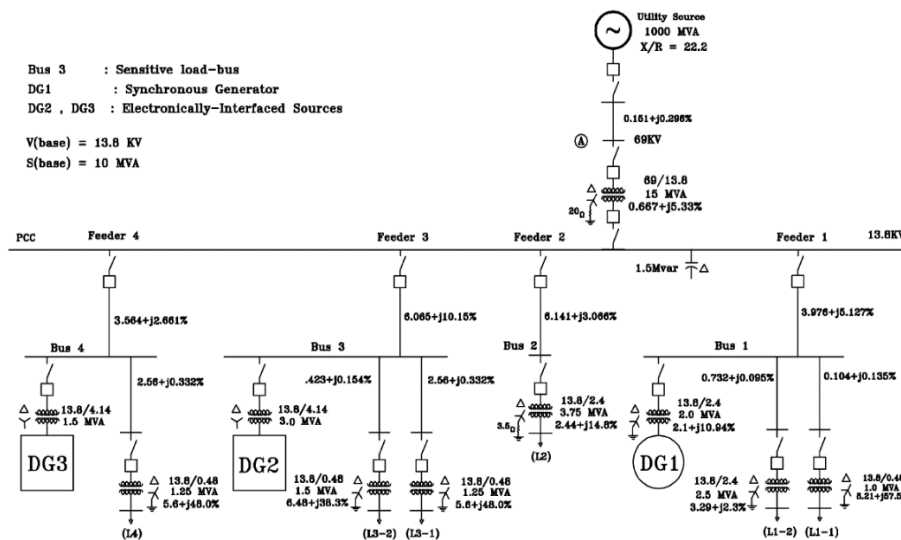 Utility Source
~
1000 MVA
X/R = 22.2
Bus 3 : Sensitive load-bus
DG1 : Synchronous Generator
DG2 , DG3 : Electronically-Interfaced Sources
V(base) = 13.8 KV
S(base) = 10 MVA
0.151+j0.296%
A
69KV
69/13.8
15 MVA
0.667+j5.33%
20Ω
PCC
Feeder 4
Feeder 3
Feeder 2
Feeder 1
13.8KV
1.5Mvar
3.564+j2.661%
6.065+j10.15%
6.141+j3.066%
3.976+j5.127%
Bus 4
Bus 3
Bus 2
Bus 1
2.56+j0.332%
.423+j0.154%
2.56+j0.332%
0.732+j0.095%
0.104+j0.135%
13.8/4.14
1.5 MVA
13.8/4.14
3.0 MVA
13.8/2.4
3.75 MVA
2.44+j14.8%
3.5Ω
13.8/2.4
2.0 MVA
2.1+j10.94%
DG3
DG2
(L2)
DG1
13.8/0.48
1.25 MVA
5.6+j48.0%
13.8/0.48
1.5 MVA
6.48+j38.3%
13.8/0.48
1.25 MVA
5.6+j48.0%
13.8/2.4
2.5 MVA
3.29+j2.3%
13.8/0.48
1.0 MVA
(L4)
(L3-2)
(L3-1)
(L1-2)
(L1-1)